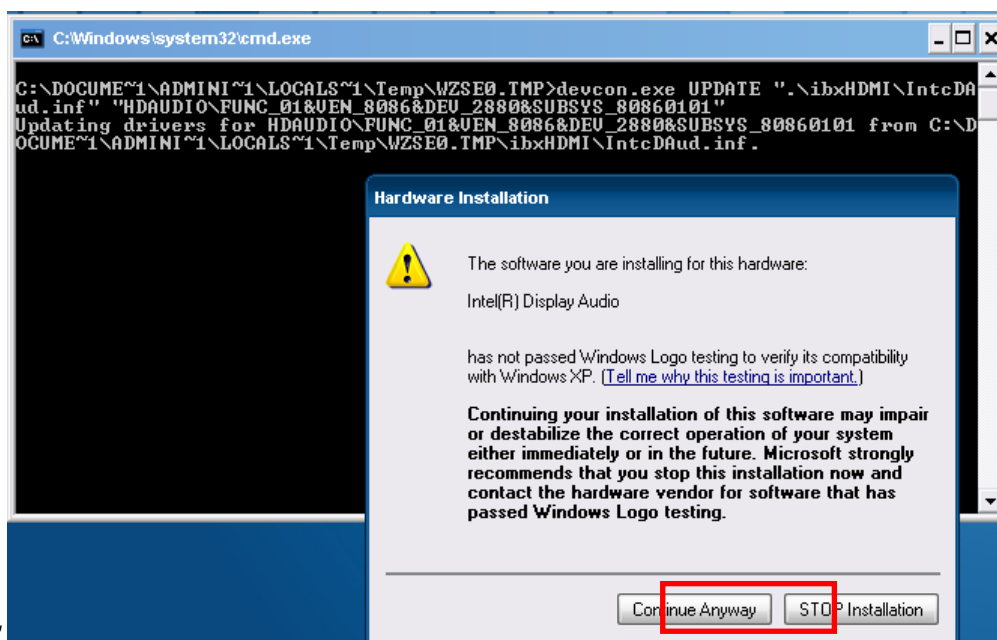 C:\Windows\system32\cmd.exe
C:\DOCUME~1\ADMINI~1\LOCALS~1\Temp\WZSE0.TMP>devcon.exe UPDATE ".\ibxHDMI\IntcDA
ud.inf" "HDAUDIO\FUNC_01&VEN_8086&DEV_2880&SUBSYS_80860101"
Updating drivers for HDAUDIO\FUNC_01&VEN_8086&DEV_2880&SUBSYS_80860101 from C:\D
OCUME~1\ADMINI~1\LOCALS~1\Temp\WZSE0.TMP\ibxHDMI\IntcDAud.inf.
Hardware Installation
The software you are installing for this hardware:
Intel(R) Display Audio
has not passed Windows Logo testing to verify its compatibility
with Windows XP. (Tell me why this testing is important.)
Continuing your installation of this software may impair
or destabilize the correct operation of your system
either immediately or in the future. Microsoft strongly
recommends that you stop this installation now and
contact the hardware vendor for software that has
passed Windows Logo testing.
Continue Anyway STOP Installation